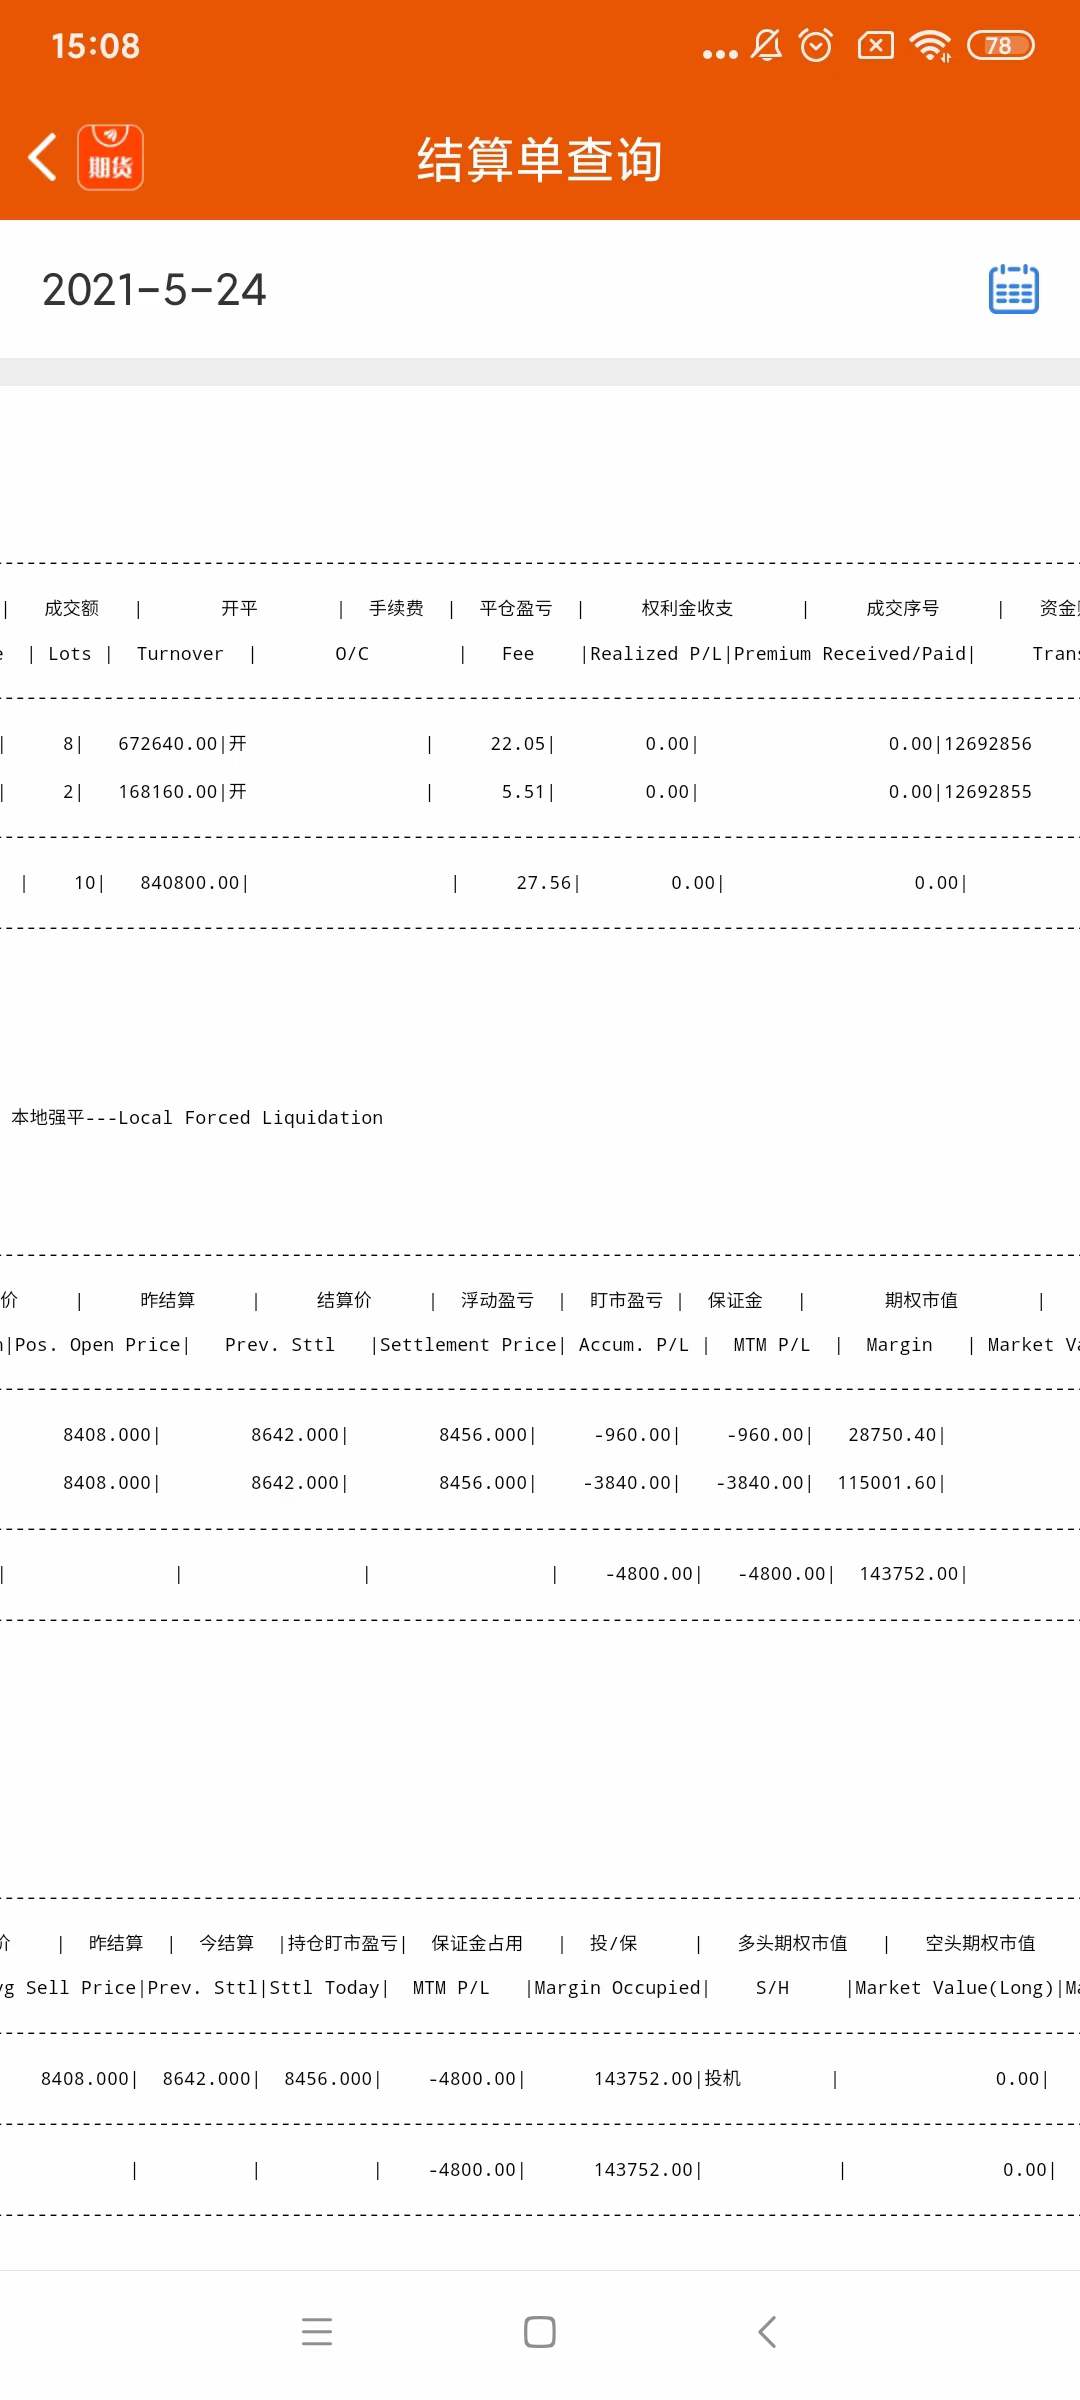 15:08
78
期货
结算单查询
2021-5-24
| 成交额 | 开平 | 手续费 | 平仓盈亏 | 权利金收支 | 成交序号 |
| Lots | Turnover | O/C | Fee |Realized P/L|Premium Received/Paid|
| 8| 672640.00|开 | 22.05| 0.00| 0.00|12692856
| 2| 168160.00|开 | 5.51| 0.00| 0.00|12692855
| 10| 840800.00| | 27.56| 0.00| 0.00|
本地强平---Local Forced Liquidation
价 | 昨结算 | 结算价 | 浮动盈亏 | 盯市盈亏 | 保证金 | 期权市值 |
|Pos. Open Price| Prev. Sttl |Settlement Price| Accum. P/L | MTM P/L | Margin | Market
8408.000| 8642.000| 8456.000| -960.00| -960.00| 28750.40|
8408.000| 8642.000| 8456.000| -3840.00| -3840.00| 115001.60|
| | | | -4800.00| -4800.00| 143752.00|
| 昨结算 | 今结算 |持仓盯市盈亏| 保证金占用 | 投/保 | 多头期权市值 | 空头期权市值
Sell Price|Prev. Sttl|Sttl Today| MTM P/L |Margin Occupied| S/H |Market Value(Long)|
8408.000| 8642.000| 8456.000| -4800.00| 143752.00|投机 | 0.00|
| | | -4800.00| 143752.00| | 0.00|